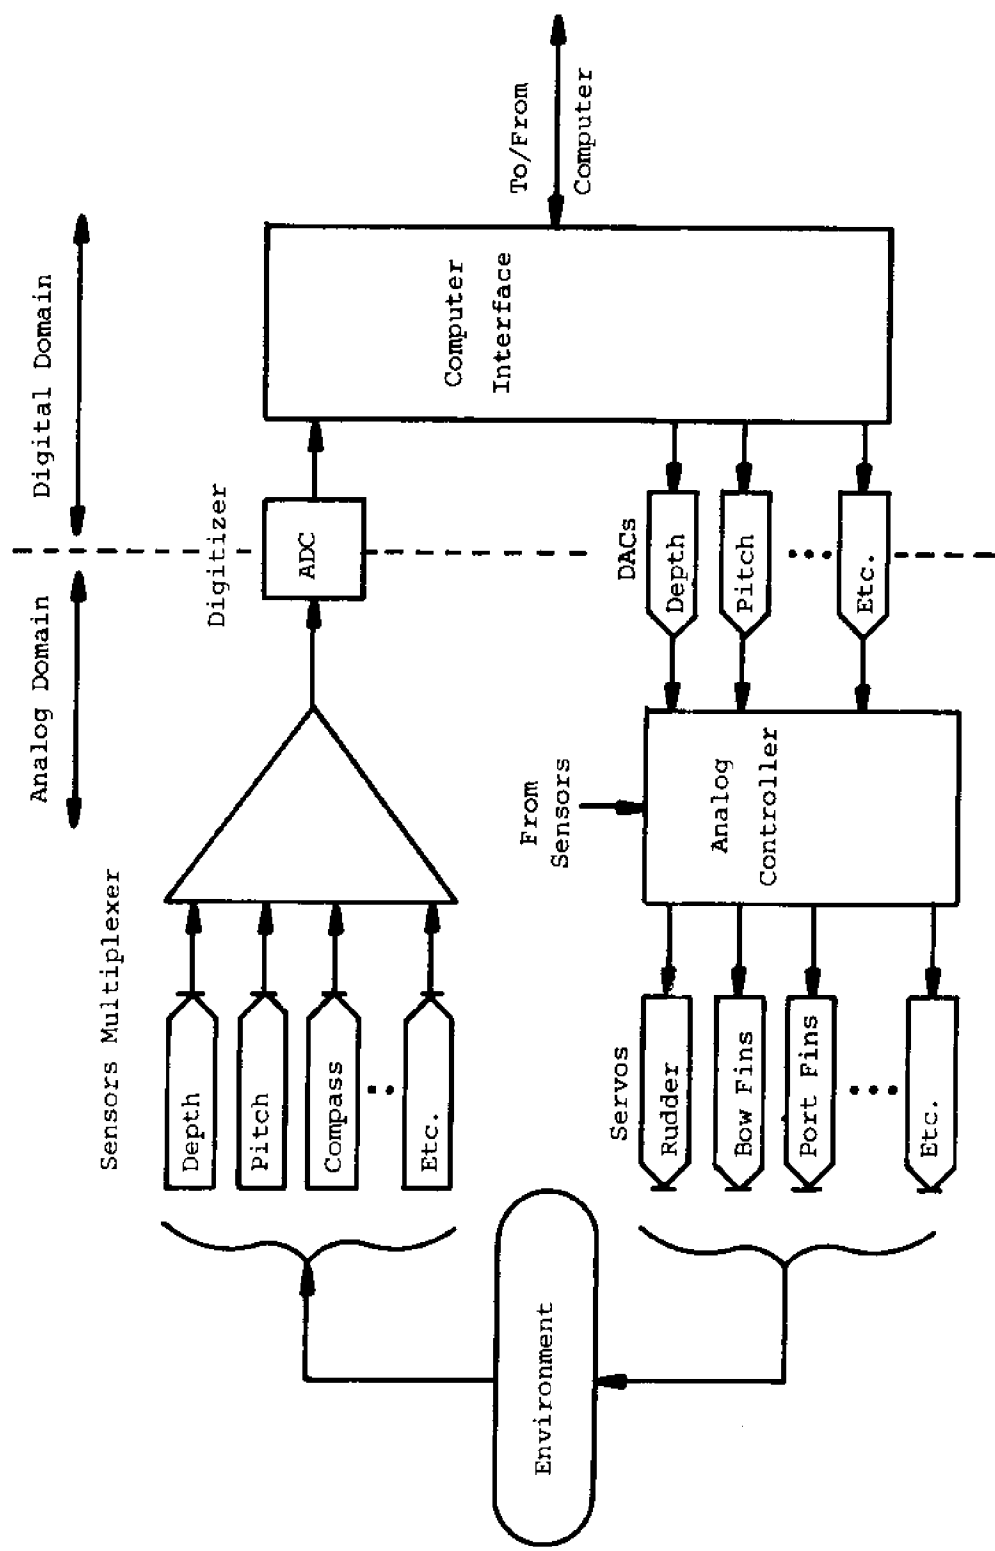 Analog Domain
Digital Domain
Sensors Multiplexer
Digitizer
Depth
Pitch
Compass
Etc.
ADC
Computer
Interface
To/From
Computer
Environment
From
Sensors
Servos
DACs
Rudder
Bow Fins
Port Fins
Etc.
Analog
Controller
Depth
Pitch
Etc.